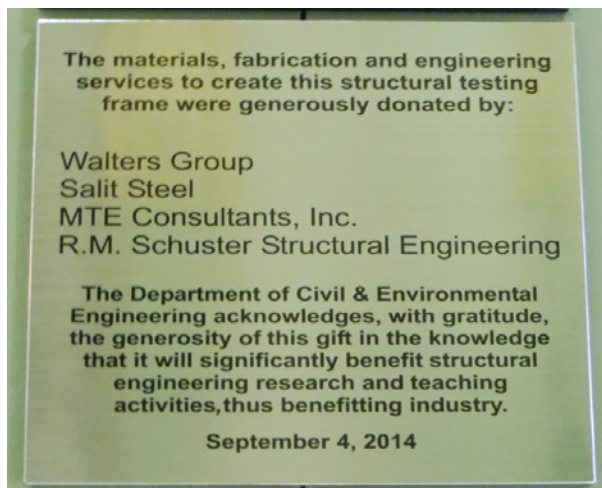 The materials, fabrication and engineering
services to create this structural testing
frame were generously donated by:
Walters Group
Salit Steel
MTE Consultants, Inc.
R.M. Schuster Structural Engineering
The Department of Civil & Environmental
Engineering acknowledges, with gratitude,
the generosity of this gift in the knowledge
that it will significantly benefit structural
engineering research and teaching
activities,thus benefitting industry.
September 4, 2014